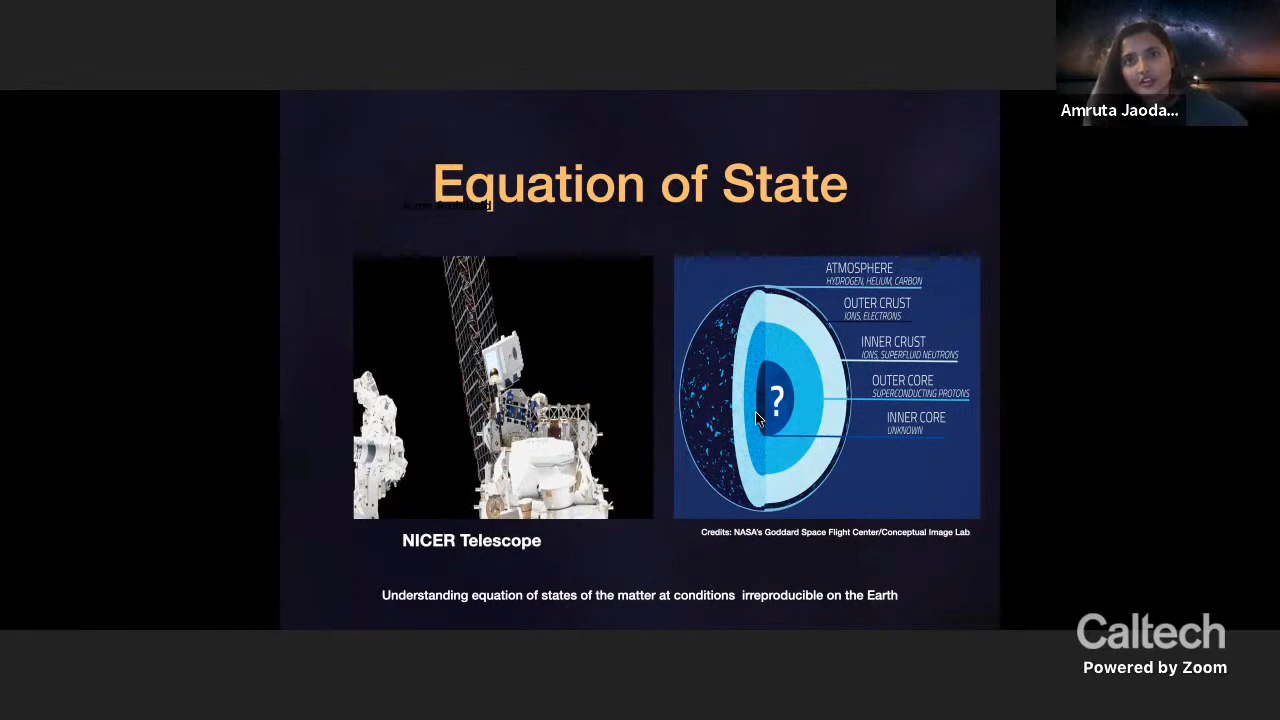 Amruta Jaoda...
Equation of State
ATMOSPHERE
HYDROGEN, HELIUM, CARBON
OUTER CRUST
IONS, ELECTRONS
INNER CRUST
IONS, SUPERFLUID NEUTRONS
OUTER CORE
SUPERCONDUCTING PROTONS
INNER CORE
UNKNOWN
?
NICER Telescope
Credits: NASA's Goddard Space Flight Center/Conceptual Image Lab
Understanding equation of states of the matter at conditions irreproducible on the Earth
Caltech
Powered by Zoom